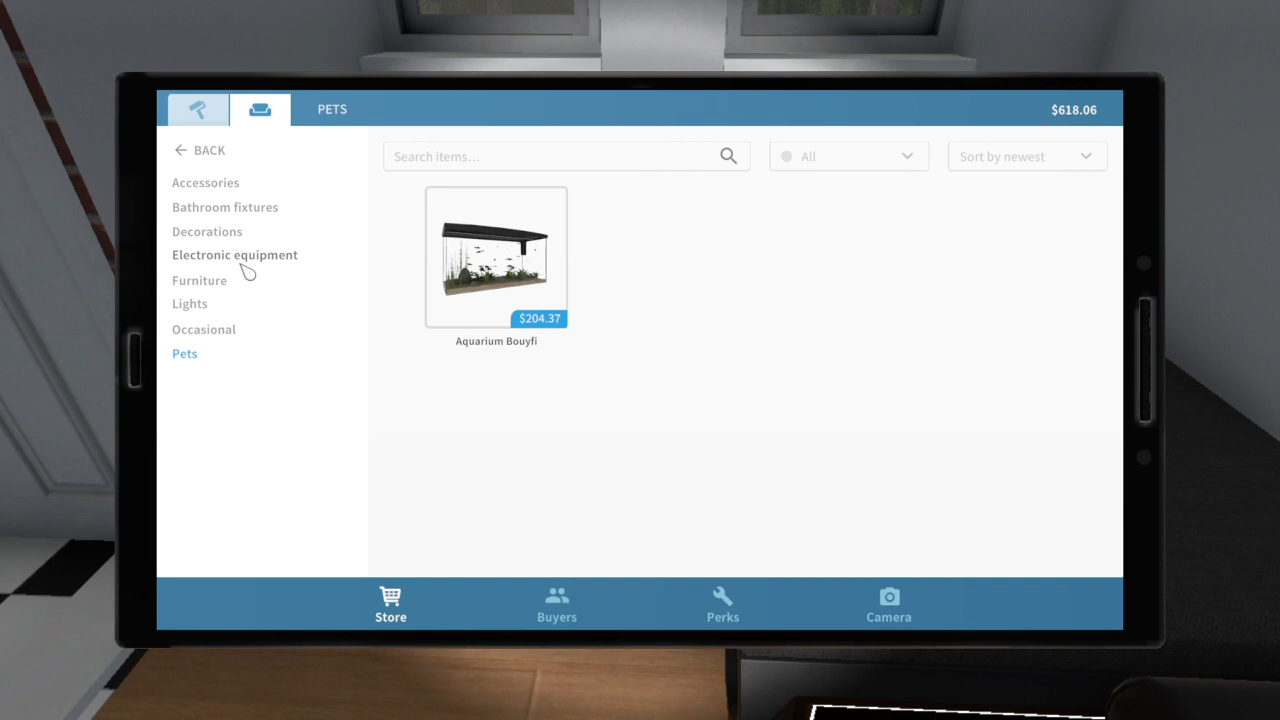 PETS
$618.06
BACK
Accessories
Bathroom fixtures
Decorations
Electronic equipment
Furniture
Lights
Occasional
Pets
Search items...
All
Sort by newest
$204.37
Aquarium Bouyfi
Store
Buyers
Perks
Camera